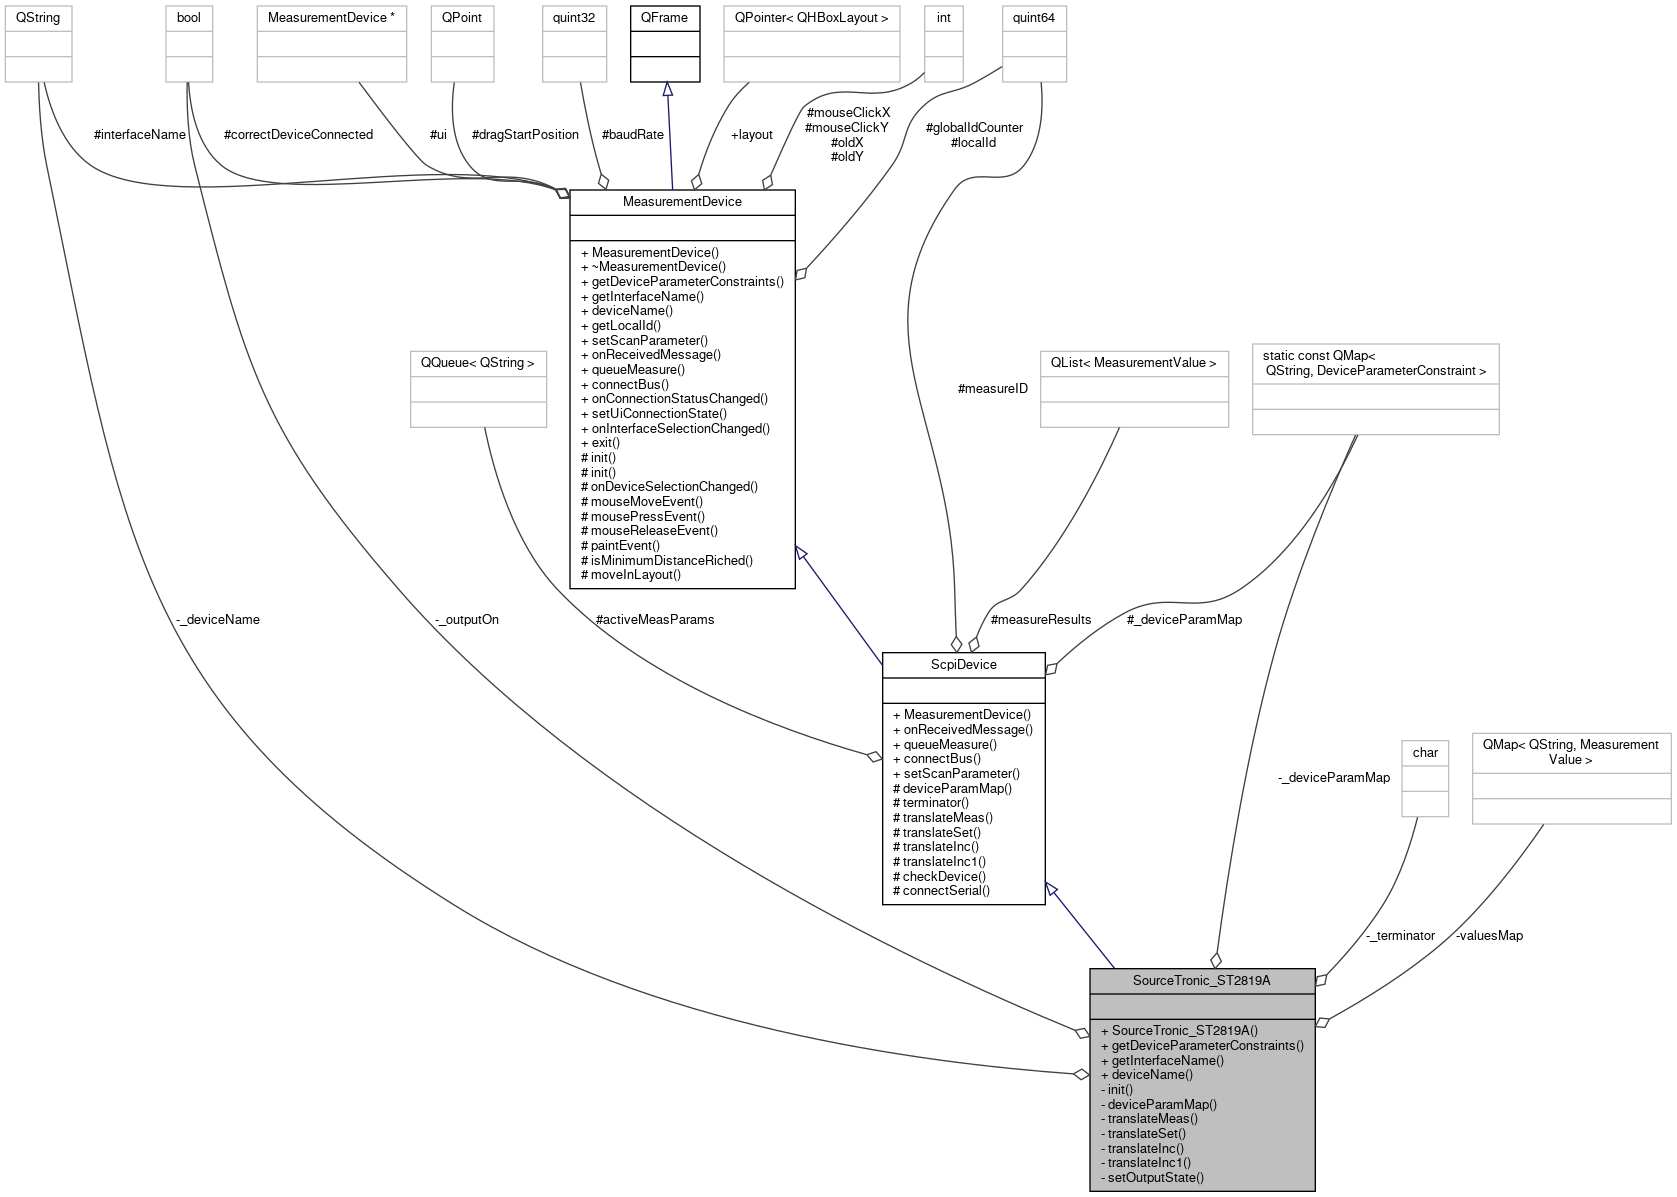 QString
bool
MeasurementDevice *
QPoint
quint32
QFrame
QPointer< QHBoxLayout >
int
quint64
#interfaceName
#correctDeviceConnected
#ui
#dragStartPosition
#baudRate
+layout
#mouseClickX
#mouseClickY
#oldX
#oldY
#globalIdCounter
#localId
MeasurementDevice
+ MeasurementDevice()
+ ~MeasurementDevice()
+ getDeviceParameterConstraints()
+ getInterfaceName()
+ deviceName()
+ getLocalId()
+ setScanParameter()
+ onReceivedMessage()
+ queueMeasure()
+ connectBus()
+ onConnectionStatusChanged()
+ setUiConnectionState()
+ onInterfaceSelectionChanged()
+ exit()
# init()
# init()
# onDeviceSelectionChanged()
# mouseMoveEvent()
# mousePressEvent()
# mouseReleaseEvent()
# paintEvent()
# isMinimumDistanceRiched()
# moveInLayout()
QQueue< QString >
#measureID
QList< MeasurementValue >
static const QMap<
QString, DeviceParameterConstraint >
-_deviceName
-_outputOn
#activeMeasParams
#measureResults
#_deviceParamMap
ScpiDevice
+ MeasurementDevice()
+ onReceivedMessage()
+ queueMeasure()
+ connectBus()
+ setScanParameter()
# deviceParamMap()
# terminator()
# translateMeas()
# translateSet()
# translateInc()
# translateInc1()
# checkDevice()
# connectSerial()
-_deviceParamMap
char
QMap< QString, Measurement
Value >
-_terminator
-valuesMap
SourceTronic_ST2819A
+ SourceTronic_ST2819A()
+ getDeviceParameterConstraints()
+ getInterfaceName()
+ deviceName()
- init()
- deviceParamMap()
- translateMeas()
- translateSet()
- translateInc()
- translateInc1()
- setOutputState()